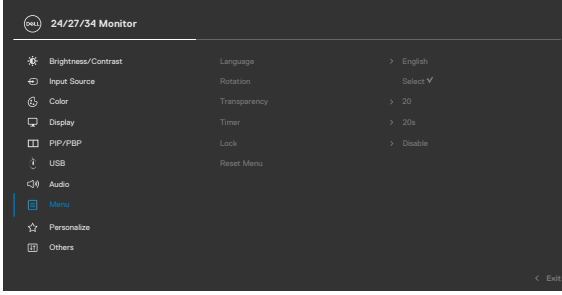 DELL 24/27/34 Monitor
Brightness/Contrast Language > English
Input Source Rotation Select ✓
Color Transparency > 20
Display Timer > 20s
PIP/PBP Lock > Disable
USB Reset Menu
Audio
Menu
Personalize
Others
< Exit